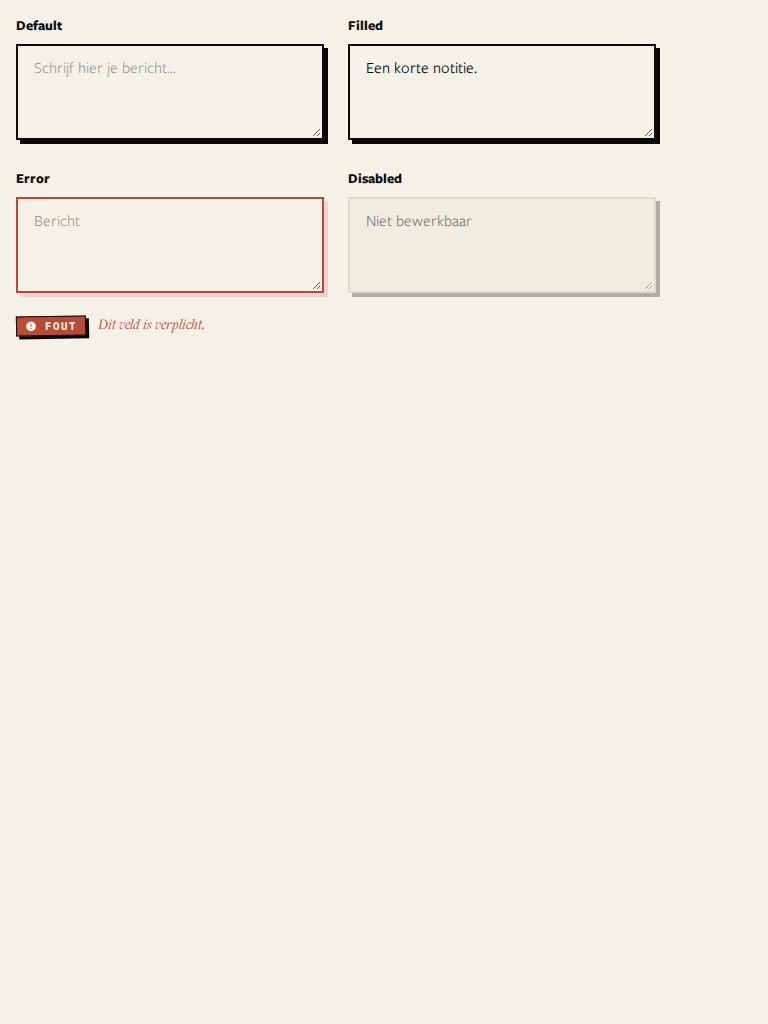 Default
Filled
Schrijf hier je bericht...
Een korte notitie.
Error
Disabled
Bericht
Niet bewerkbaar
FOUT Dit veld is verplicht.